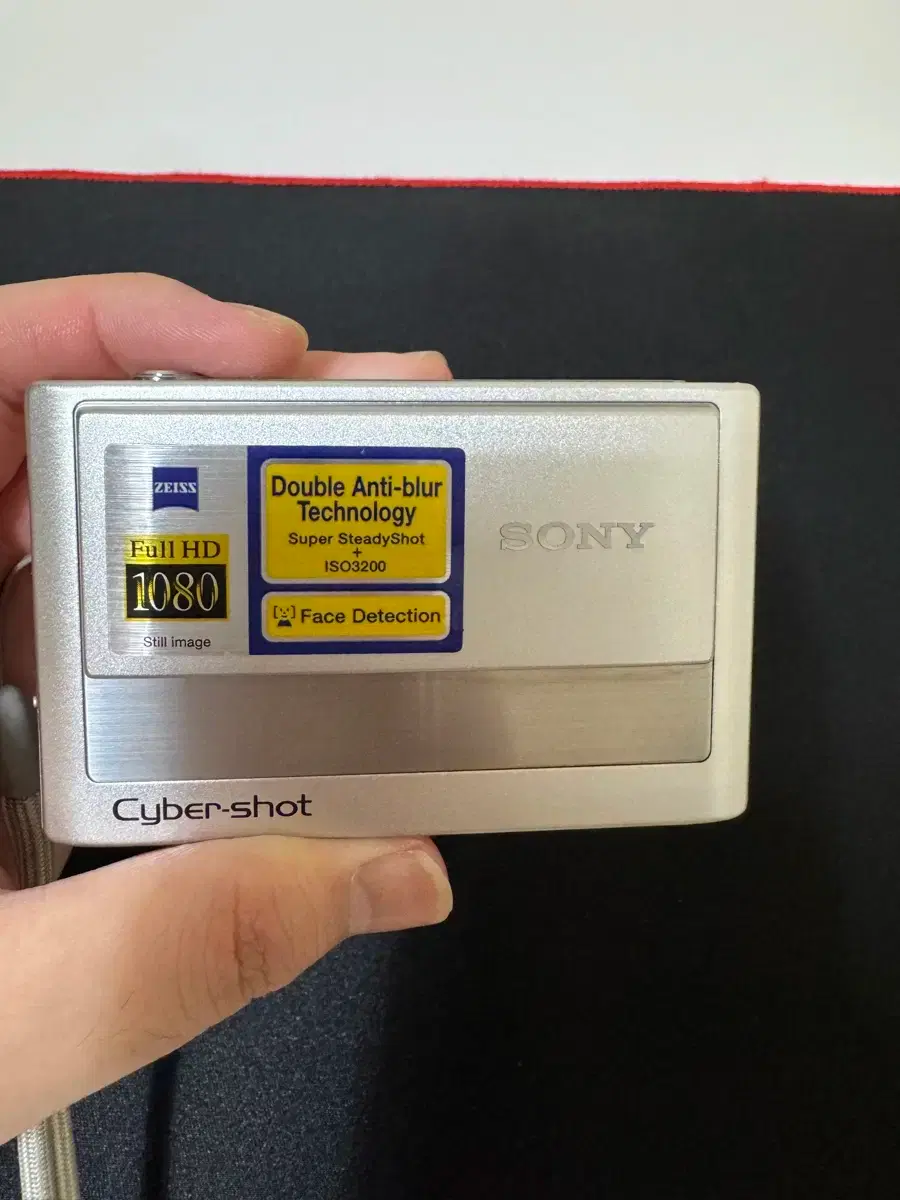 ZEISS
Full HD
1080
Still image
Double Anti-blur
Technology
Super SteadyShot
+
ISO3200
Face Detection
SONY
Cyber-shot